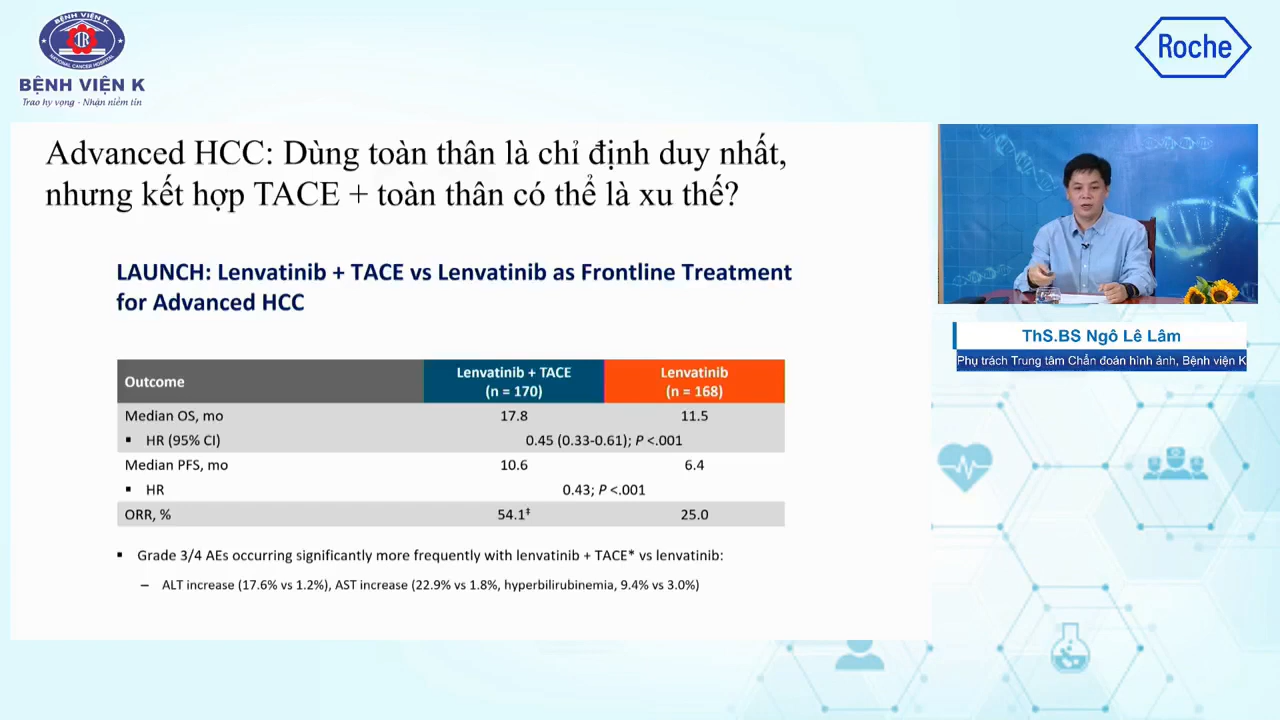 BỆNH VIỆN K
NATIONAL CANCER HOSPITAL
BỆNH VIỆN K
Trao hy vọng - Nhận niềm tin
Roche
Advanced HCC: Dùng toàn thân là chỉ định duy nhất,
nhưng kết hợp TACE + toàn thân có thể là xu thế?
LAUNCH: Lenvatinib + TACE vs Lenvatinib as Frontline Treatment
for Advanced HCC
Outcome Lenvatinib + TACE (n = 170) Lenvatinib (n = 168)
Median OS, mo 17.8 11.5
▪ HR (95% CI) 0.45 (0.33-0.61); P <.001
Median PFS, mo 10.6 6.4
▪ HR 0.43; P <.001
ORR, % 54.1‡ 25.0
▪ Grade 3/4 AEs occurring significantly more frequently with lenvatinib + TACE* vs lenvatinib:
– ALT increase (17.6% vs 1.2%), AST increase (22.9% vs 1.8%, hyperbilirubinemia, 9.4% vs 3.0%)
ThS.BS Ngô Lê Lâm
Phụ trách Trung tâm Chẩn đoán hình ảnh, Bệnh viện K